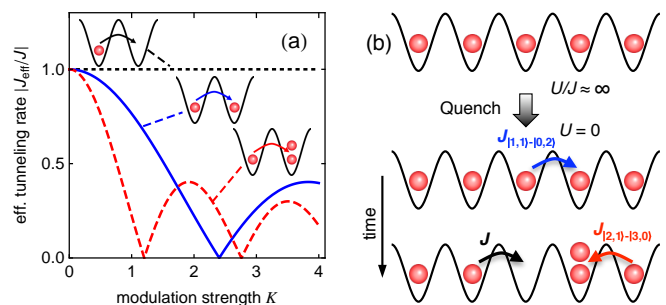 (a)
eff. tunneling rate |J_eff/J|
1.0
0.5
0.0
0 1 2 3 4
modulation strength K
(b)
U/J ≈ ∞
Quench
U = 0
J_|1,1⟩-|0,2⟩
time
J
J_|2,1⟩-|3,0⟩